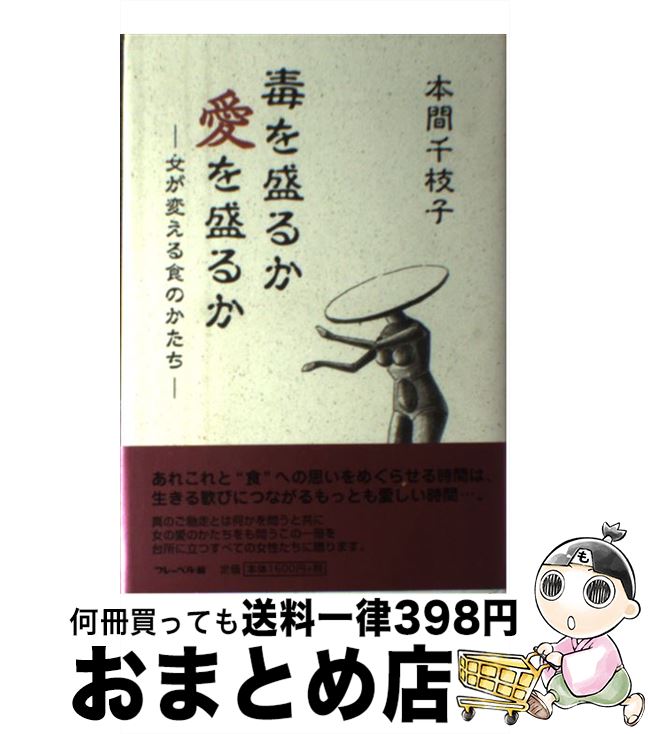 本間千枝子
毒を盛るか
愛を盛るか
―女が変える食のかたち―
あれこれと“食”への思いをめぐらせる時間は、
生きる歓びにつながるもっとも愛しい時間…。
真のご馳走とは何かを問うと共に
女の愛のかたちをも問うこの一冊を
台所に立つすべての女性たちに贈ります。
フレーベル館 定価 本体1600円+税
も
何冊買っても送料一律398円
おまとめ店